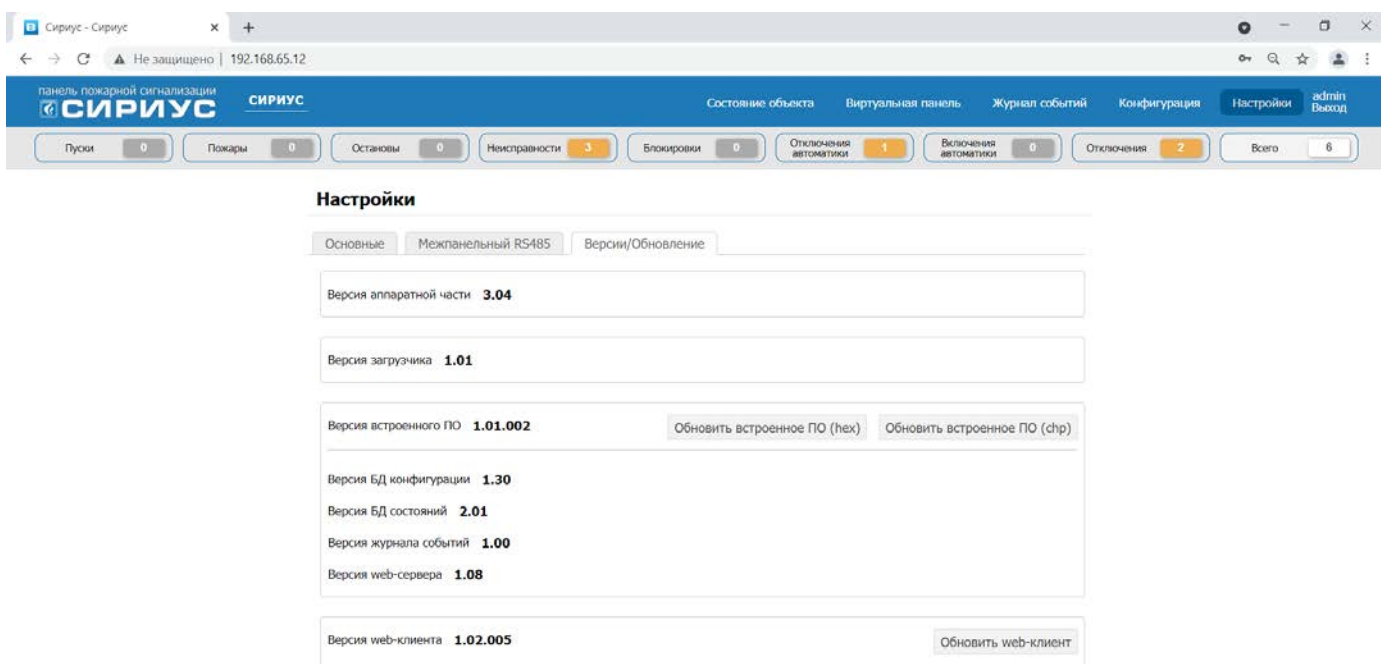 Сириус - Сириус
Не защищено | 192.168.65.12
панель пожарной сигнализации
СИРИУС
СИРИУС
Состояние объекта Виртуальная панель Журнал событий Конфигурация Настройки admin
Выход
Пуски 0 Пожары 0 Остановы 0 Неисправности 3 Блокировки 0 Отключения автоматики 1 Включения автоматики 0 Отключения 2 Всего 6
Настройки
Основные Межпанельный RS485 Версии/Обновление
Версия аппаратной части 3.04
Версия загрузчика 1.01
Версия встроенного ПО 1.01.002 Обновить встроенное ПО (hex) Обновить встроенное ПО (chp)
Версия БД конфигурации 1.30
Версия БД состояний 2.01
Версия журнала событий 1.00
Версия web-сервера 1.08
Версия web-клиента 1.02.005 Обновить web-клиент